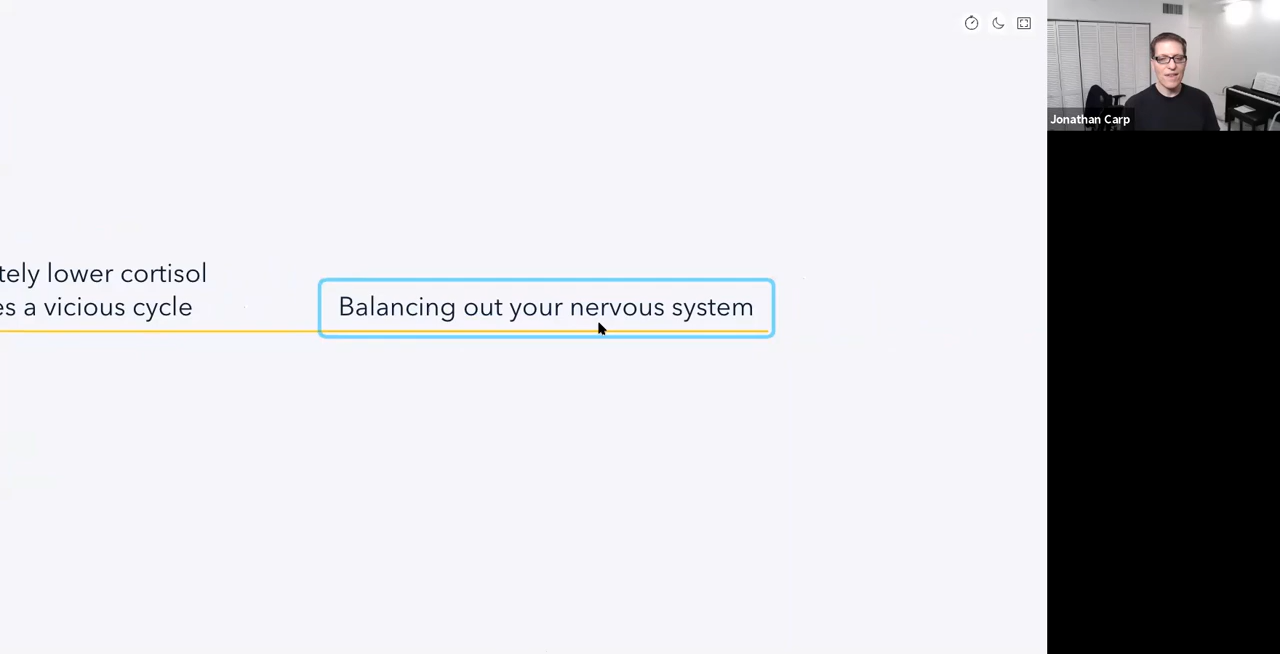 tely lower cortisol
es a vicious cycle
Balancing out your nervous system
Jonathan Carp